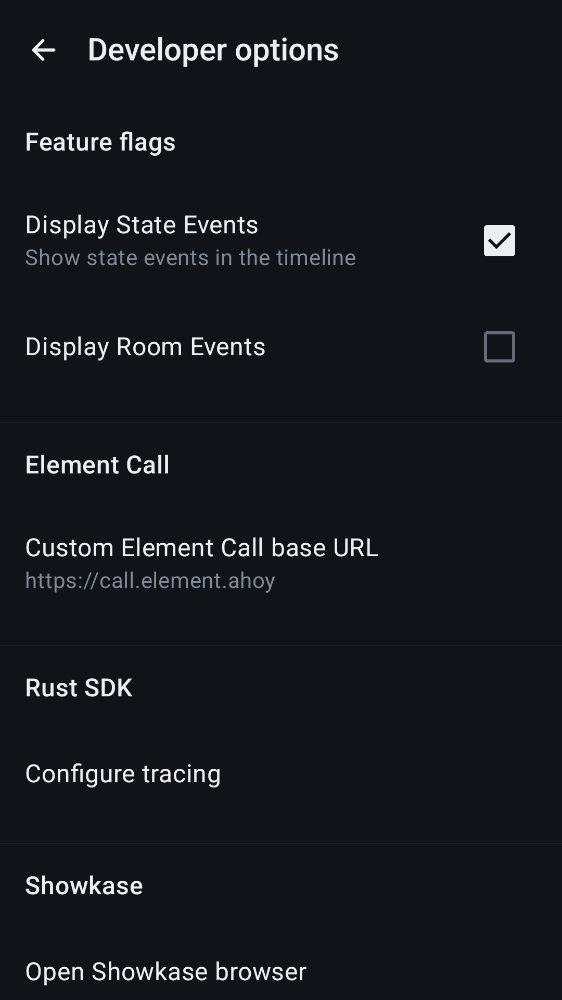 Developer options
Feature flags
Display State Events
Show state events in the timeline
Display Room Events
Element Call
Custom Element Call base URL
https://call.element.ahoy
Rust SDK
Configure tracing
Showkase
Open Showkase browser